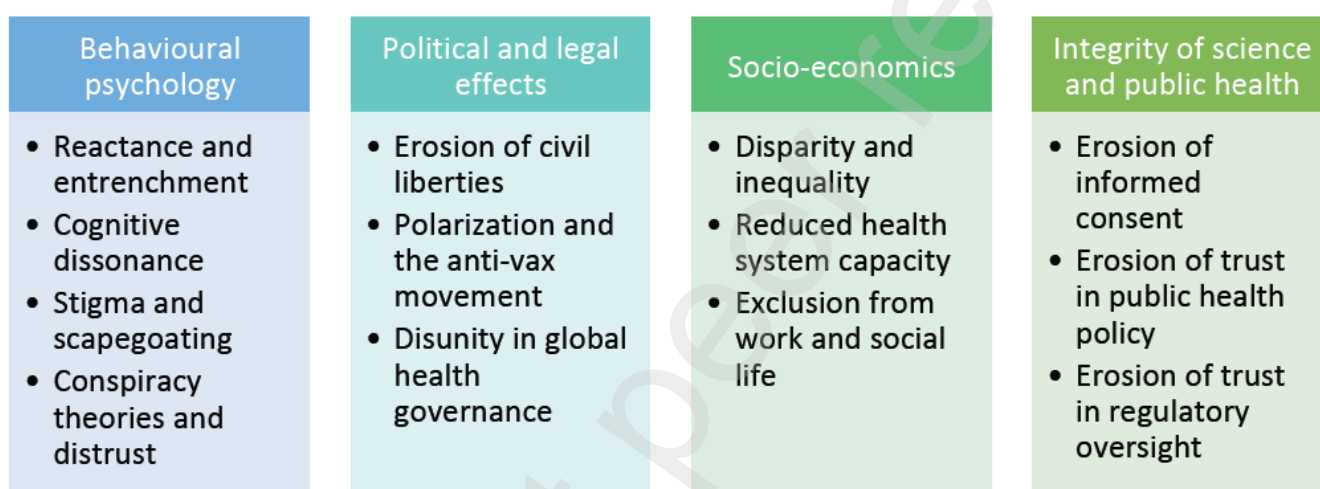 Behavioural
psychology
• Reactance and
entrenchment
• Cognitive
dissonance
• Stigma and
scapegoating
• Conspiracy
theories and
distrust
Political and legal
effects
• Erosion of civil
liberties
• Polarization and
the anti-vax
movement
• Disunity in global
health
governance
Socio-economics
• Disparity and
inequality
• Reduced health
system capacity
• Exclusion from
work and social
life
Integrity of science
and public health
• Erosion of
informed
consent
• Erosion of trust
in public health
policy
• Erosion of trust
in regulatory
oversight
peer